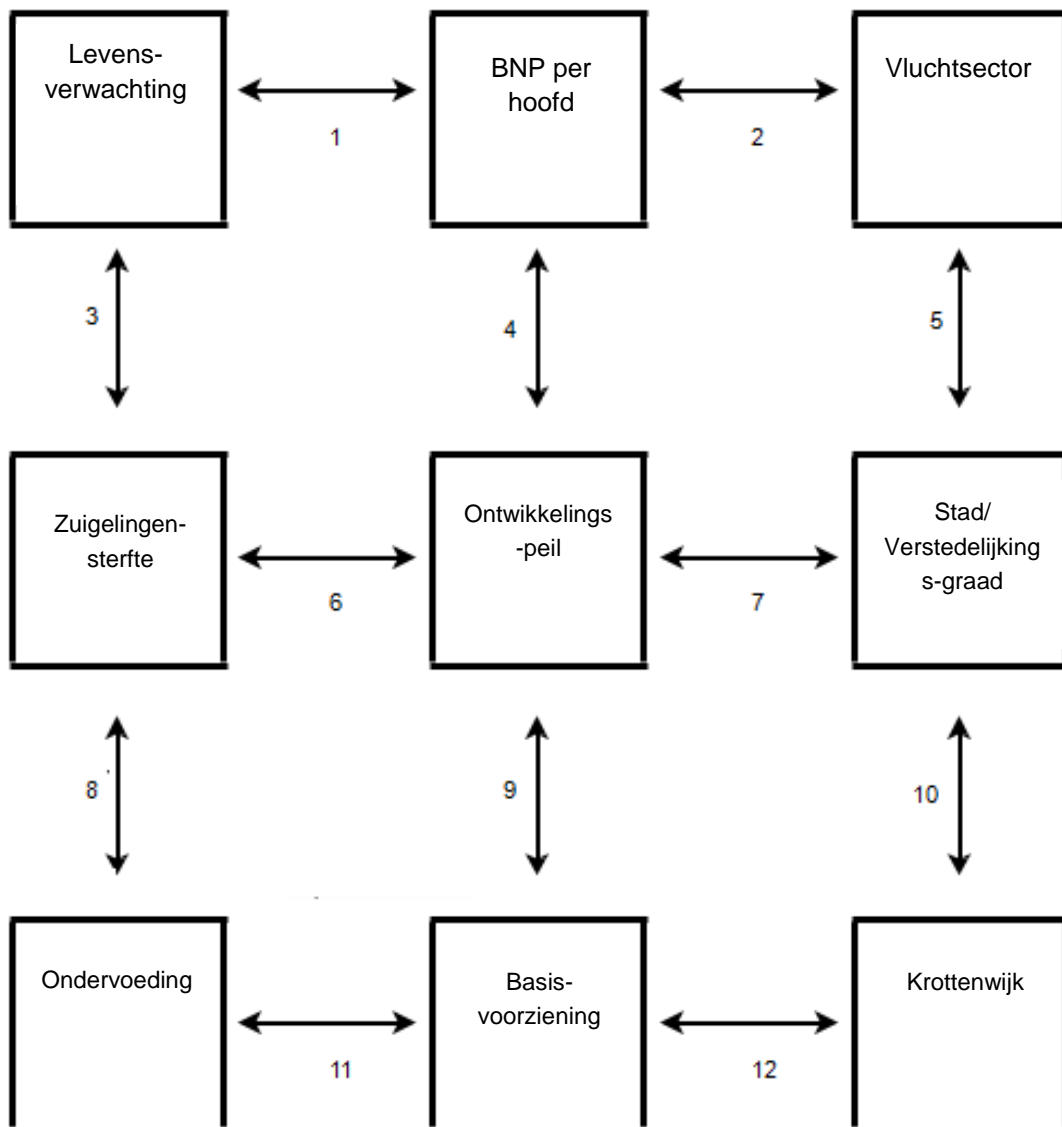 Levens-
verwachting
BNP per
hoofd
Vluchtsector
1
2
3
4
5
Zuigelingen-
sterfte
Ontwikkelings
-peil
Stad/
Verstedelijking
s-graad
6
7
8
9
10
Ondervoeding
Basis-
voorziening
Krottenwijk
11
12